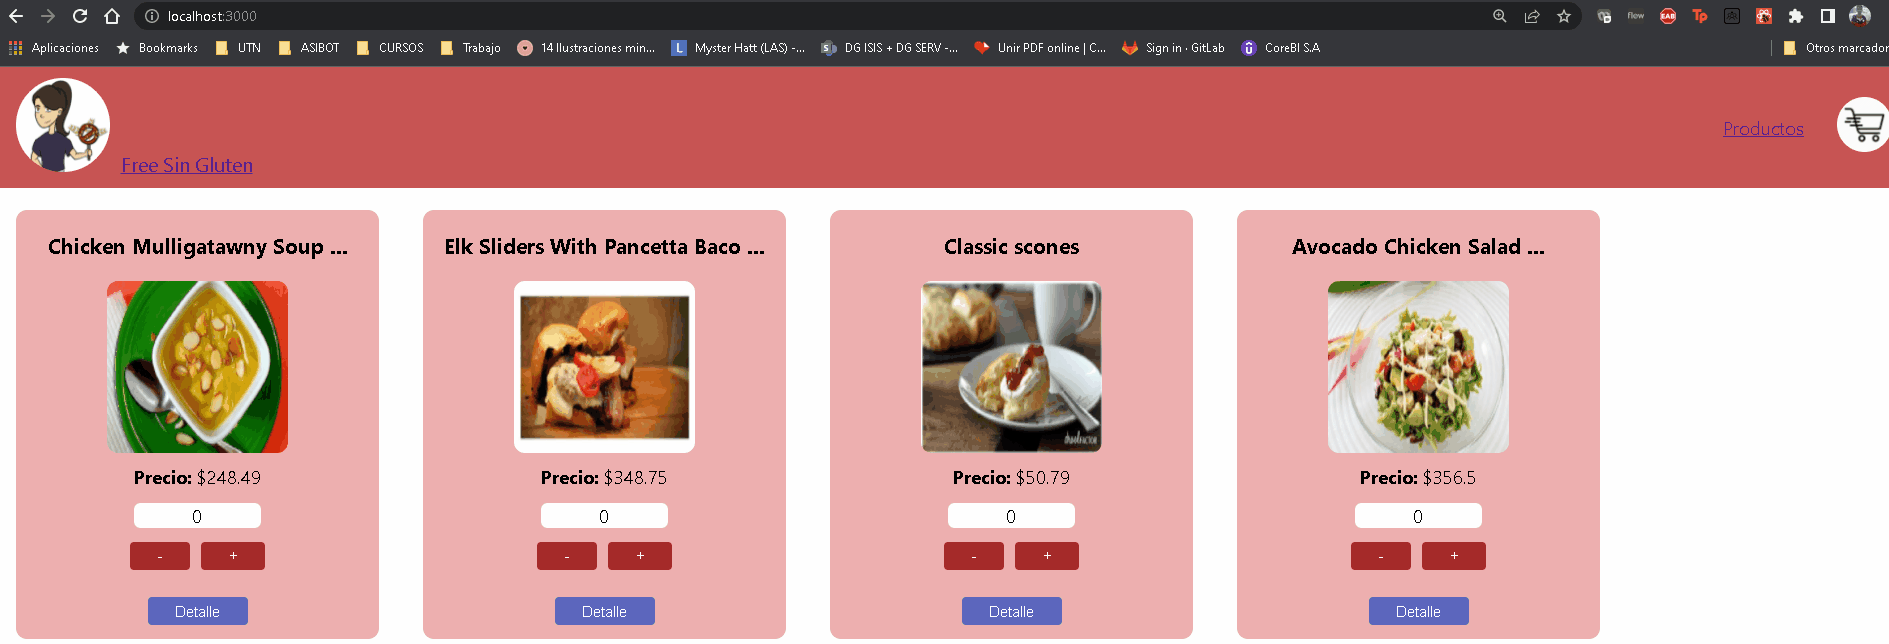 localhost:3000
flow
EAB
Tp
Aplicaciones
Bookmarks
UTN
ASIBOT
CURSOS
Trabajo
14 Ilustraciones min...
L Myster Hatt (LAS) -...
DG ISIS + DG SERV -...
Unir PDF online | C...
Sign in · GitLab
CoreBI S.A
Otros marcador
Free Sin Gluten
Productos
Chicken Mulligatawny Soup ...
Elk Sliders With Pancetta Baco ...
Classic scones
Avocado Chicken Salad ...
Precio: $248.49
Precio: $348.75
Precio: $50.79
Precio: $356.5
0
0
0
0
- +
- +
- +
- +
Detalle
Detalle
Detalle
Detalle